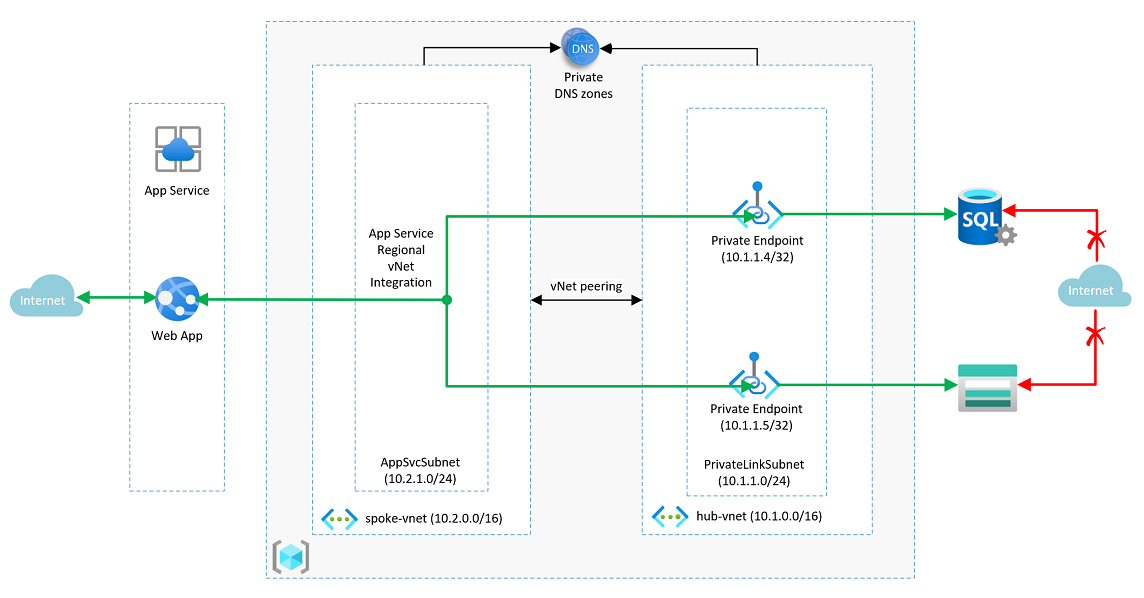 DNS
Private
DNS zones
App Service
Internet
Web App
App Service
Regional
vNet
Integration
AppSvcSubnet
(10.2.1.0/24)
spoke-vnet (10.2.0.0/16)
vNet peering
Private Endpoint
(10.1.1.4/32)
Private Endpoint
(10.1.1.5/32)
PrivateLinkSubnet
(10.1.1.0/24)
hub-vnet (10.1.0.0/16)
SQL
Internet